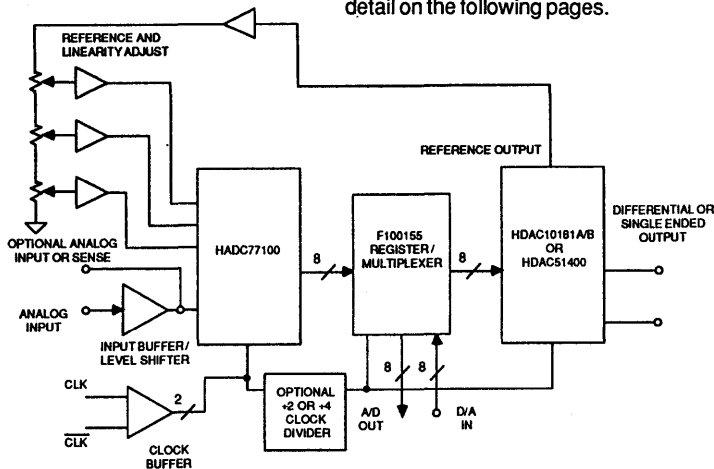 detail on the following pages.
REFERENCE AND
LINEARITY ADJUST
REFERENCE OUTPUT
HADC77100
8
F100155
REGISTER/
MULTIPLEXER
8
HDAC10181A/B
OR
HDAC51400
DIFFERENTIAL OR
SINGLE ENDED
OUTPUT
OPTIONAL ANALOG
INPUT OR SENSE
ANALOG
INPUT
INPUT BUFFER/
LEVEL SHIFTER
CLK
CLK
2
CLOCK
BUFFER
OPTIONAL
+2 OR +4
CLOCK
DIVIDER
8
8
A/D
OUT
D/A
IN